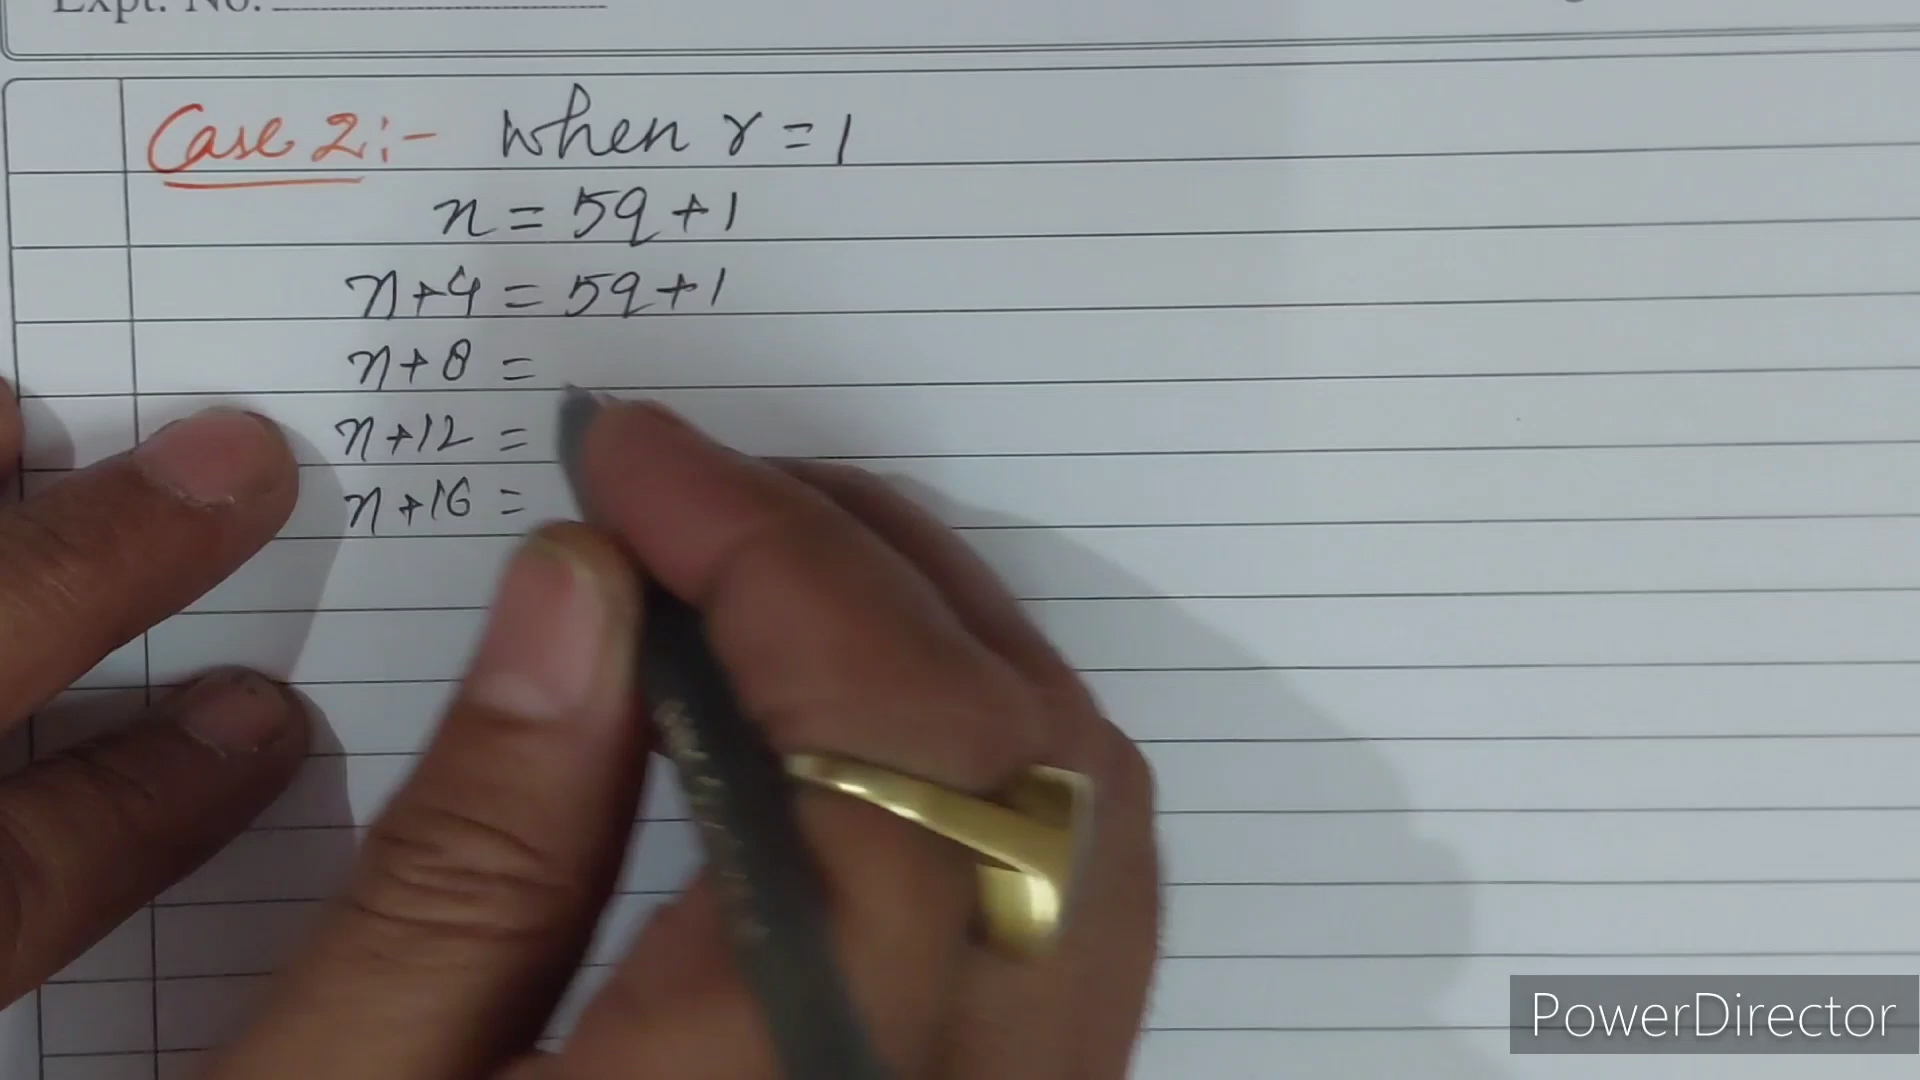 Expt. No.
Case 2:- when r = 1
n = 5q + 1
n + 4 = 5q + 1
n + 8 =
n + 12 =
n + 16 =
PowerDirector